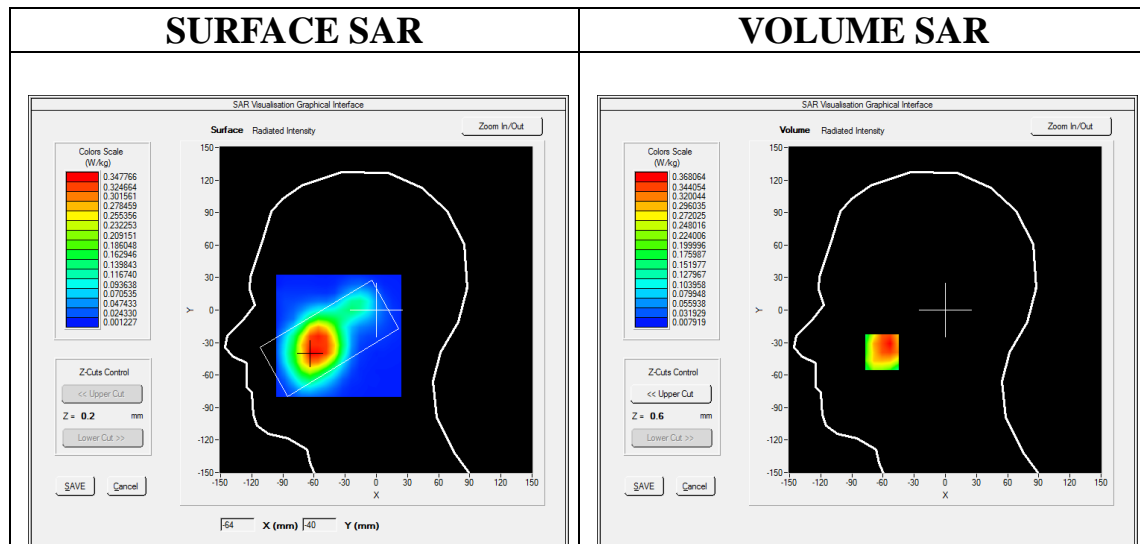 SURFACE SAR
VOLUME SAR
SAR Visualisation Graphical Interface
Surface Radiated Intensity
Zoom In/Out
Colors Scale
(W/kg)
0.347766
0.324664
0.301561
0.278459
0.255356
0.232253
0.209151
0.186048
0.162946
0.139843
0.116740
0.093638
0.070535
0.047433
0.024330
0.001227
150
120
90
60
30
0
-30
-60
-90
-120
-150
Y
-150 -120 -90 -60 -30 0 30 60 90 120 150
X
Z-Cuts Control
<< Upper Cut
Z = 0.2 mm
Lower Cut >>
SAVE Cancel
-64 X (mm) -40 Y (mm)
SAR Visualisation Graphical Interface
Volume Radiated Intensity
Zoom In/Out
Colors Scale
(W/kg)
0.368064
0.344054
0.320044
0.296035
0.272025
0.248016
0.224006
0.199996
0.175987
0.151977
0.127967
0.103958
0.079948
0.055938
0.031929
0.007919
150
120
90
60
30
0
-30
-60
-90
-120
-150
Y
-150 -120 -90 -60 -30 0 30 60 90 120 150
X
Z-Cuts Control
<< Upper Cut
Z = 0.6 mm
Lower Cut >>
SAVE Cancel